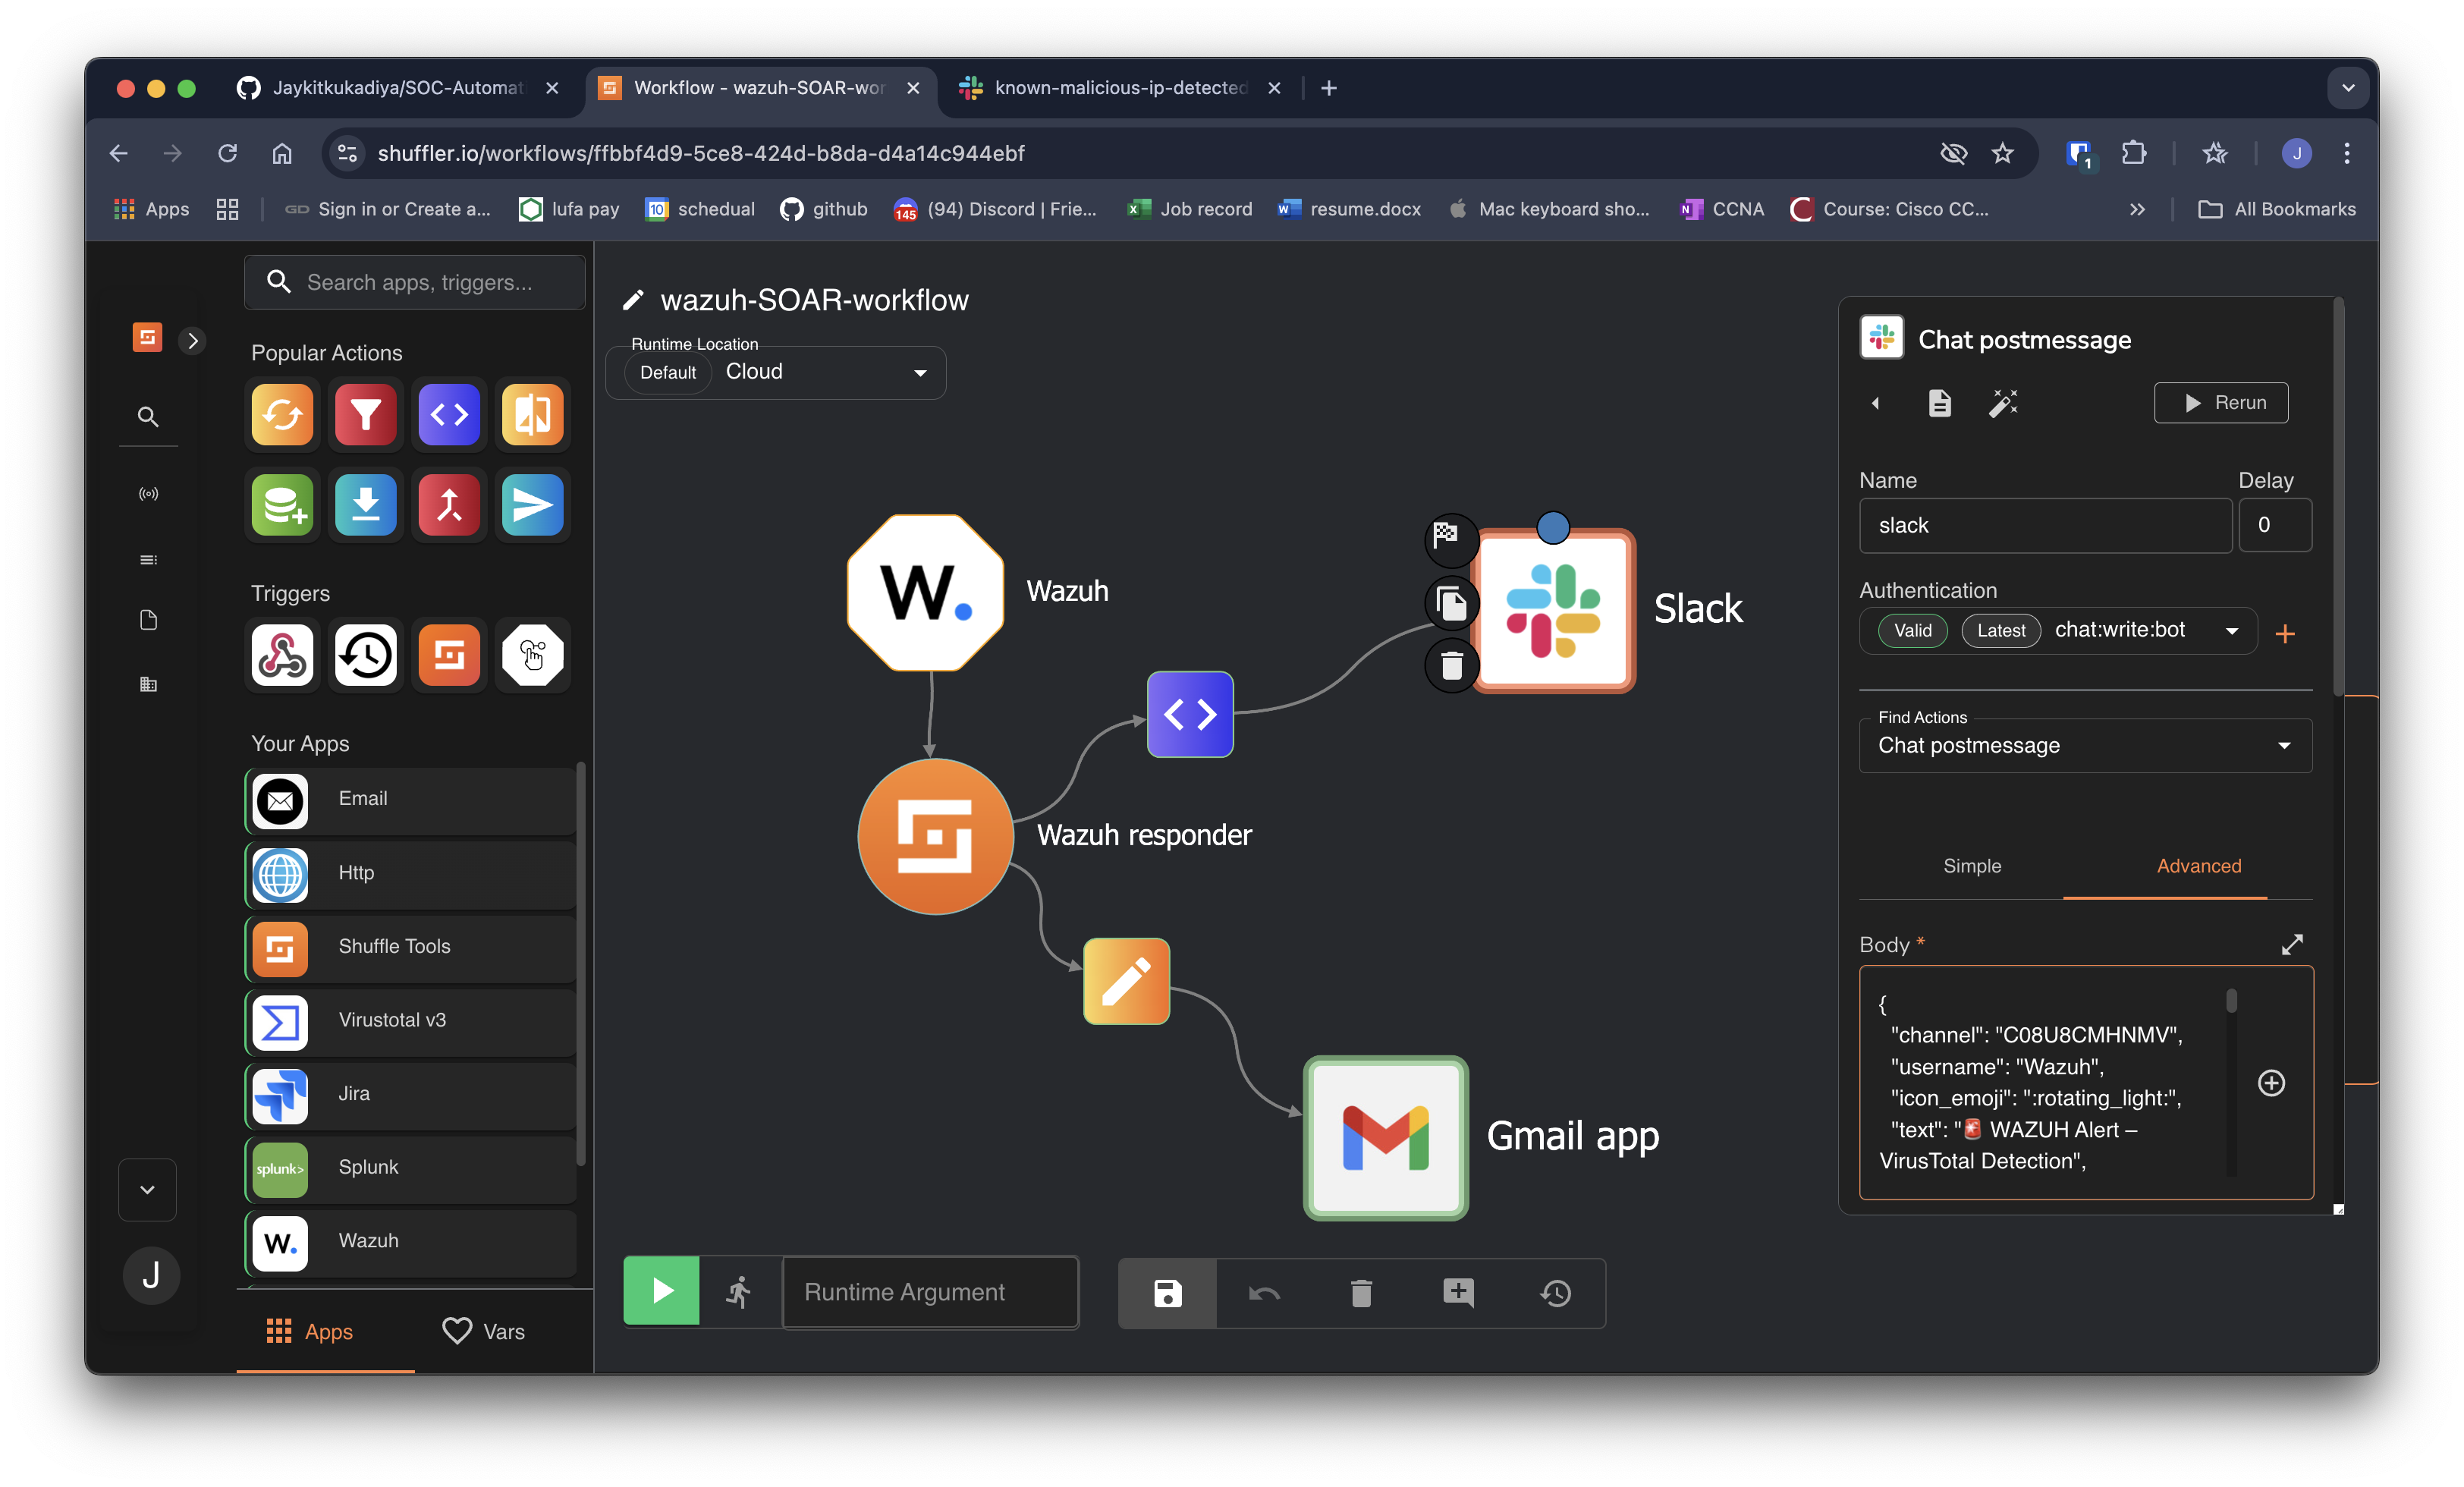 Jaykitkukadiya/SOC-Automat
Workflow - wazuh-SOAR-wor
known-malicious-ip-detected
shuffler.io/workflows/ffbbf4d9-5ce8-424d-b8da-d4a14c944ebf
1
J
Apps
GD Sign in or Create a...
lufa pay
10 schedual
github
145 (94) Discord | Frie...
Job record
resume.docx
Mac keyboard sho...
CCNA
Course: Cisco CC...
All Bookmarks
Search apps, triggers...
Popular Actions
Triggers
Your Apps
Email
Http
Shuffle Tools
Virustotal v3
Jira
splunk> Splunk
W. Wazuh
J
Apps
Vars
wazuh-SOAR-workflow
Runtime Location
Default Cloud
W. Wazuh
Slack
Wazuh responder
Gmail app
Runtime Argument
Chat postmessage
Rerun
Name
Delay
slack
0
Authentication
Valid Latest chat:write:bot
Find Actions
Chat postmessage
Simple
Advanced
Body *
{
"channel": "C08U8CMHNMV",
"username": "Wazuh",
"icon_emoji": ":rotating_light:",
"text": "🚨 WAZUH Alert –
VirusTotal Detection",